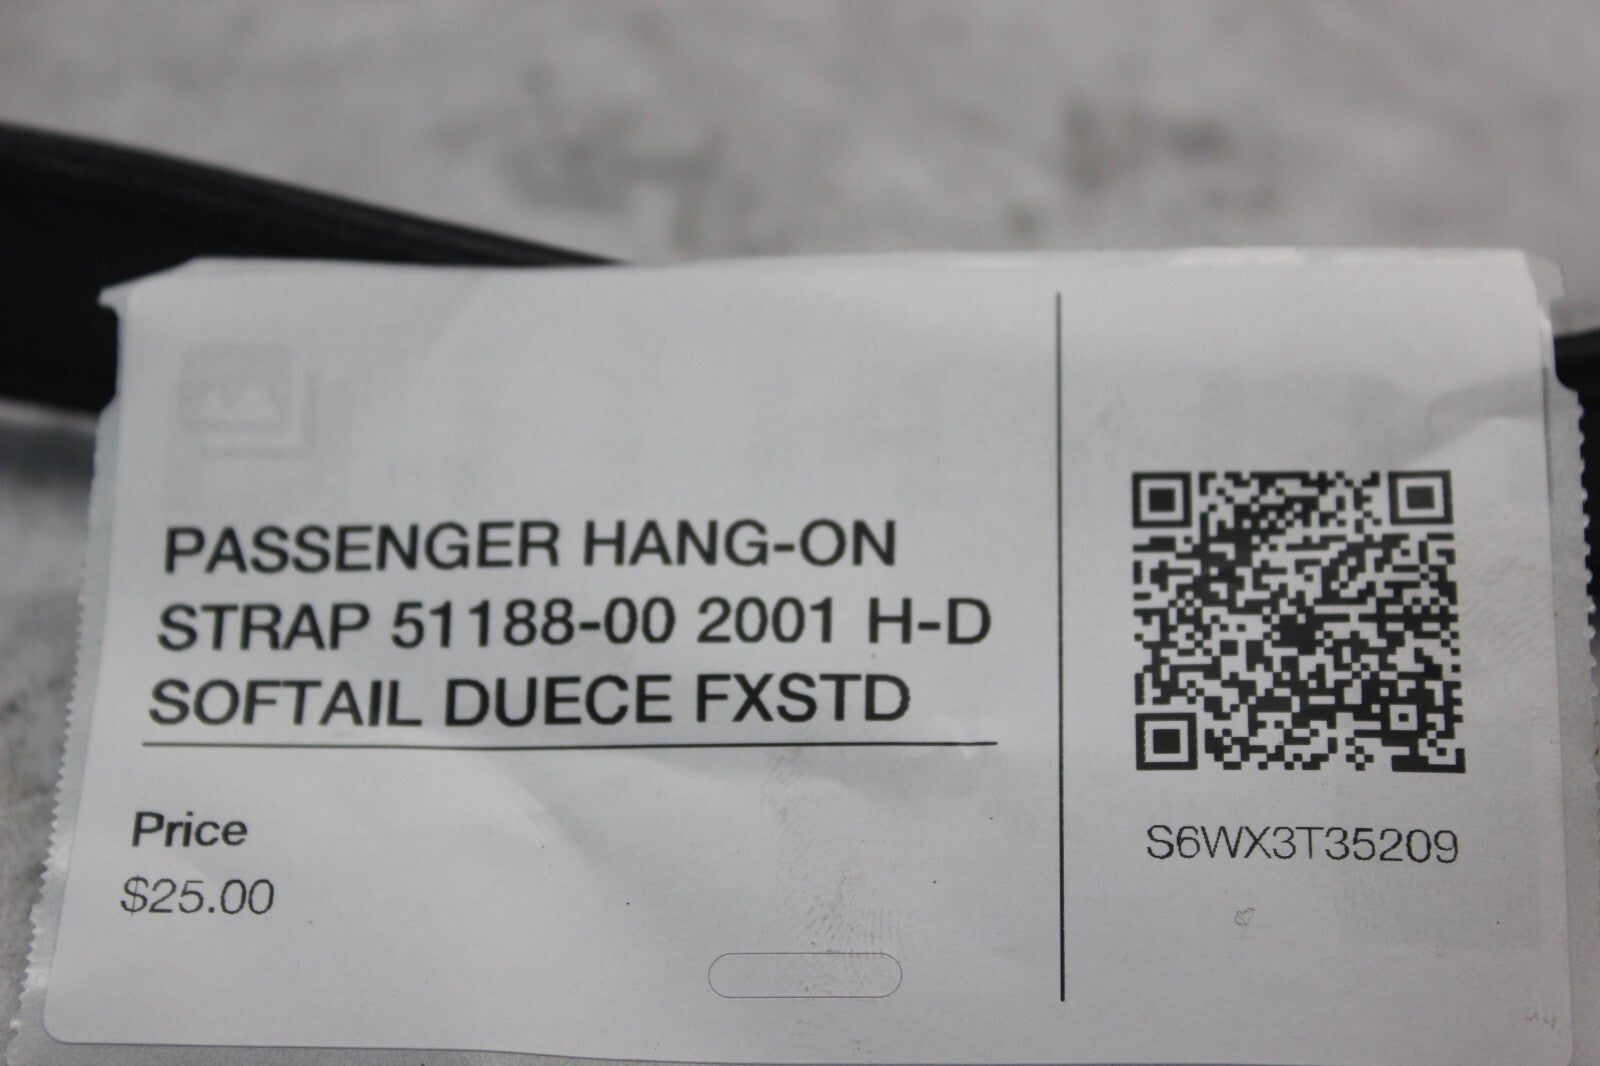 PASSENGER HANG-ON
STRAP 51188-00 2001 H-D
SOFTAIL DUECE FXSTD
Price
$25.00
S6WX3T35209